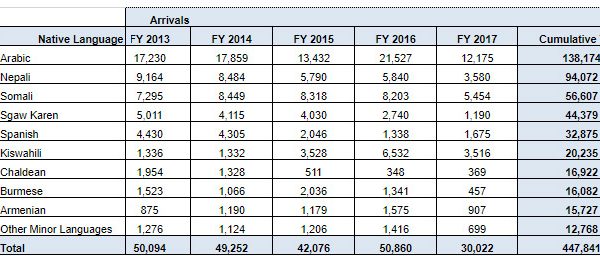 Arrivals
Native Language FY 2013 FY 2014 FY 2015 FY 2016 FY 2017 Cumulative
Arabic 17,230 17,859 13,432 21,527 12,175 138,174
Nepali 9,164 8,484 5,790 5,840 3,580 94,072
Somali 7,295 8,449 8,318 8,203 5,454 56,607
Sgaw Karen 5,011 4,115 4,030 2,740 1,190 44,379
Spanish 4,430 4,305 2,046 1,338 1,675 32,875
Kiswahili 1,336 1,332 3,528 6,532 3,516 20,235
Chaldean 1,954 1,328 511 348 369 16,922
Burmese 1,523 1,066 2,036 1,341 457 16,082
Armenian 875 1,190 1,179 1,575 907 15,727
Other Minor Languages 1,276 1,124 1,206 1,416 699 12,768
Total 50,094 49,252 42,076 50,860 30,022 447,841